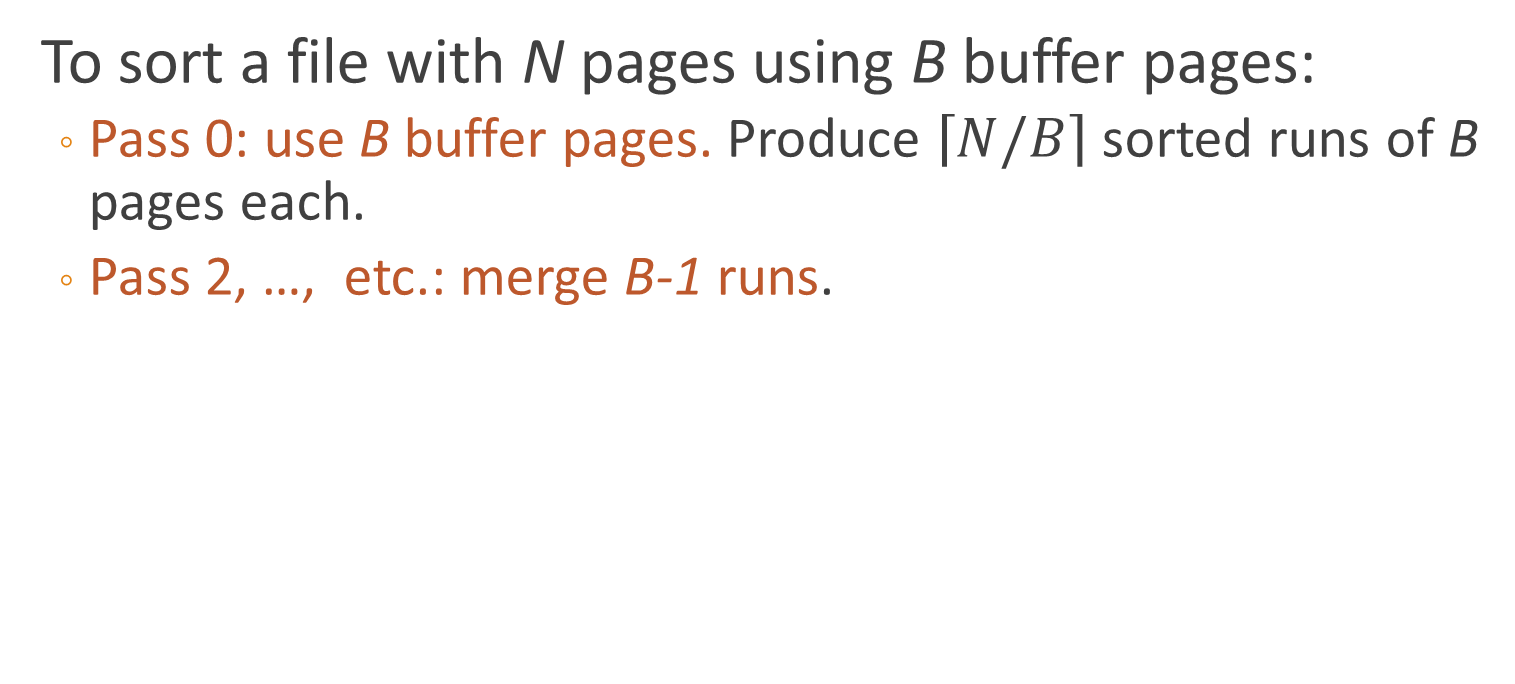 To sort a file with N pages using B buffer pages:
◦ Pass 0: use B buffer pages. Produce ⌈N/B⌉ sorted runs of B
pages each.
◦ Pass 2, …, etc.: merge B-1 runs.